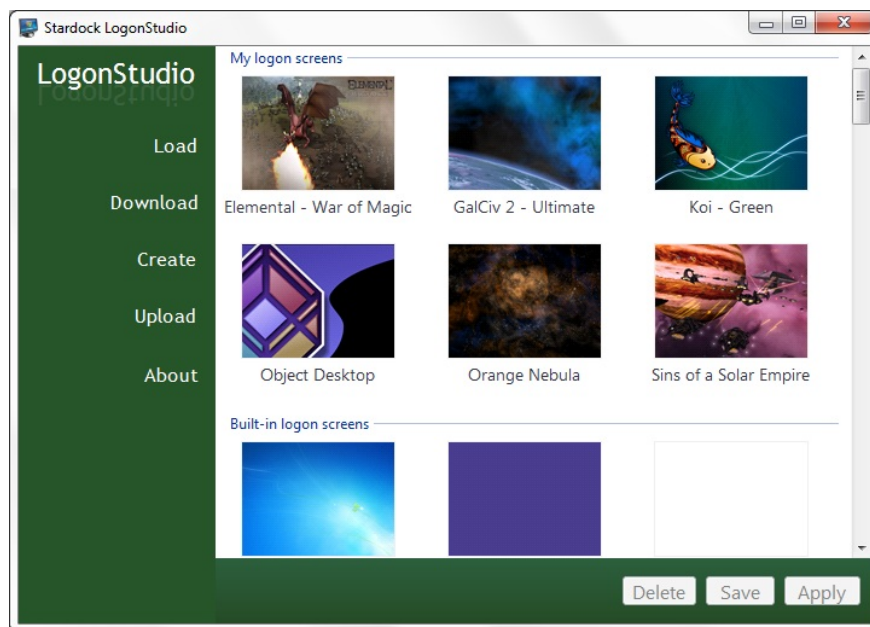 Stardock LogonStudio
LogonStudio
Load
Download
Create
Upload
About
My logon screens
ELEMENTAL
Elemental - War of Magic
GalCiv 2 - Ultimate
Koi - Green
Object Desktop
Orange Nebula
Sins of a Solar Empire
Built-in logon screens
Delete
Save
Apply